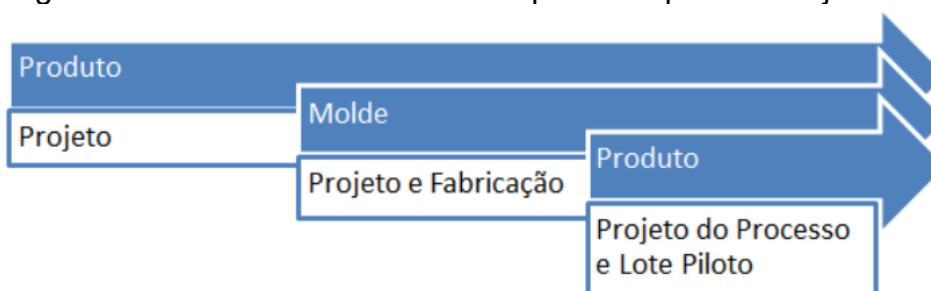 Produto
Projeto
Molde
Projeto e Fabricação
Produto
Projeto do Processo
e Lote Piloto